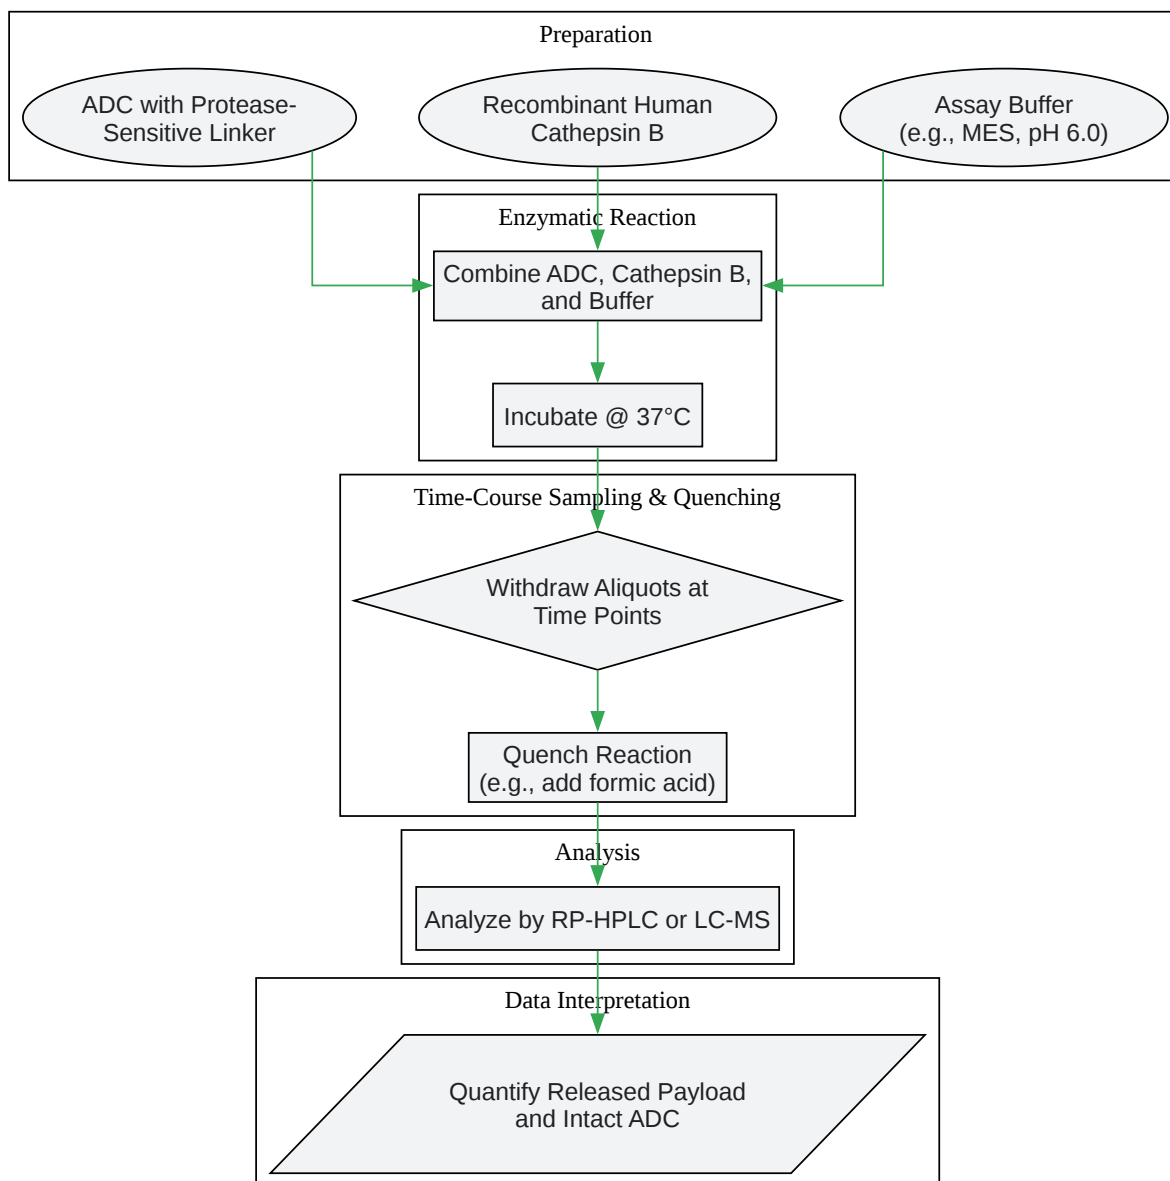 Preparation
ADC with Protease-
Sensitive Linker
Recombinant Human
Cathepsin B
Assay Buffer
(e.g., MES, pH 6.0)
Enzymatic Reaction
Combine ADC, Cathepsin B,
and Buffer
Incubate @ 37°C
Time-Course Sampling & Quenching
Withdraw Aliquots at
Time Points
Quench Reaction
(e.g., add formic acid)
Analysis
Analyze by RP-HPLC or LC-MS
Data Interpretation
Quantify Released Payload
and Intact ADC